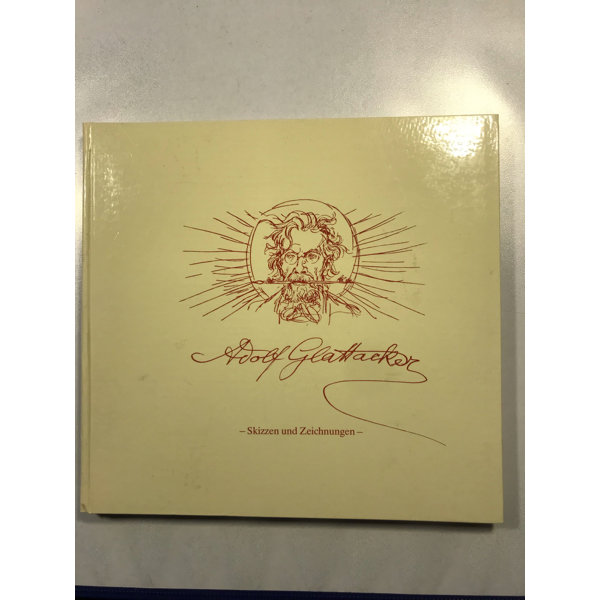 Adolf Glattacker
– Skizzen und Zeichnungen –